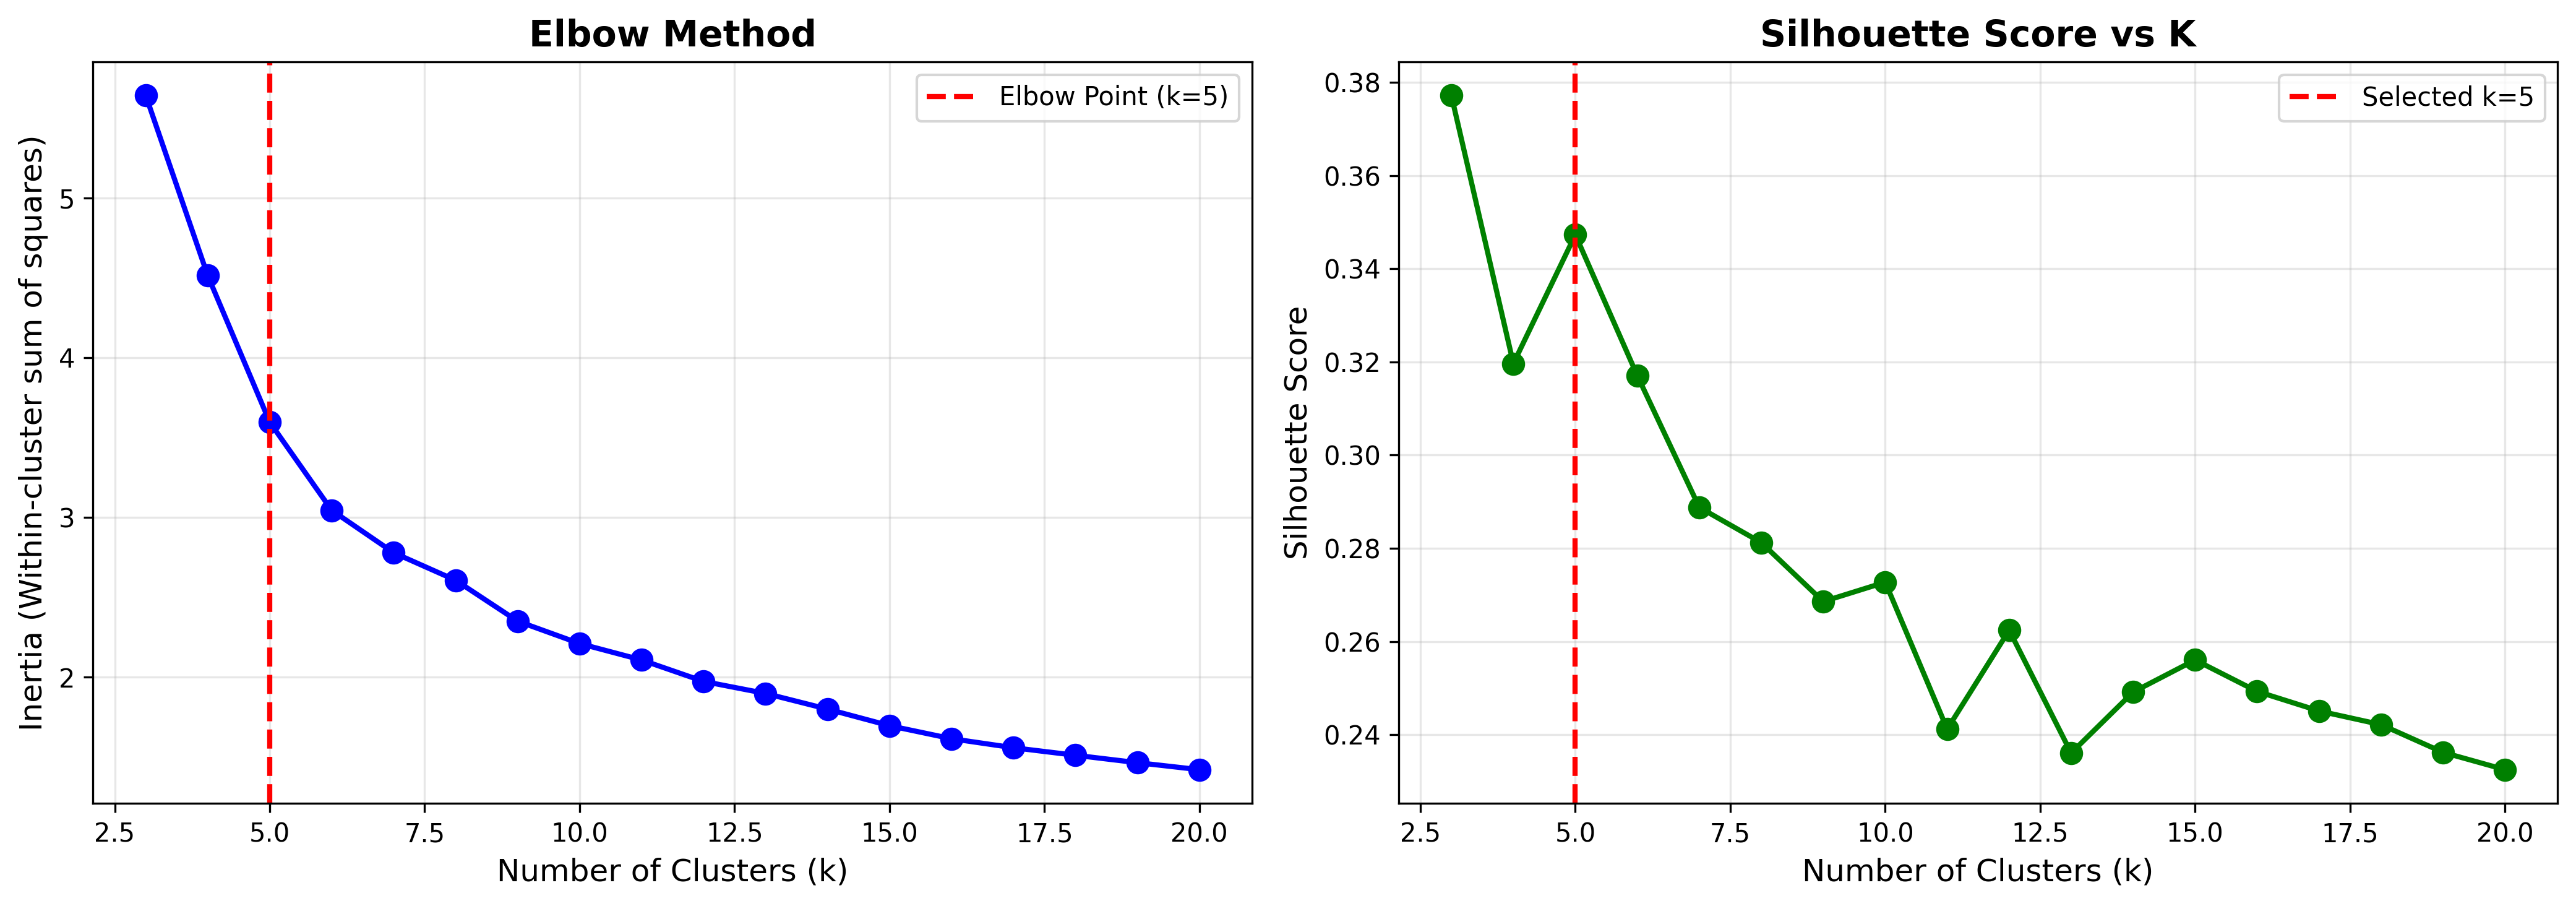 Elbow Method
Elbow Point (k=5)
Inertia (Within-cluster sum of squares)
5
4
3
2
2.5 5.0 7.5 10.0 12.5 15.0 17.5 20.0
Number of Clusters (k)
Silhouette Score vs K
Selected k=5
Silhouette Score
0.38
0.36
0.34
0.32
0.30
0.28
0.26
0.24
2.5 5.0 7.5 10.0 12.5 15.0 17.5 20.0
Number of Clusters (k)